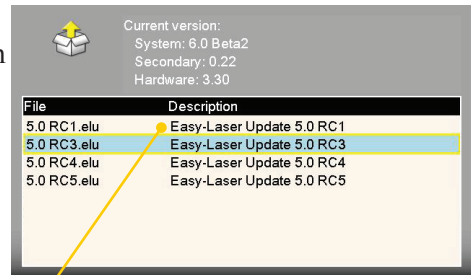 n
Current version:
System: 6.0 Beta2
Secondary: 0.22
Hardware: 3.30
File Description
5.0 RC1.elu Easy-Laser Update 5.0 RC1
5.0 RC3.elu Easy-Laser Update 5.0 RC3
5.0 RC4.elu Easy-Laser Update 5.0 RC4
5.0 RC5.elu Easy-Laser Update 5.0 RC5